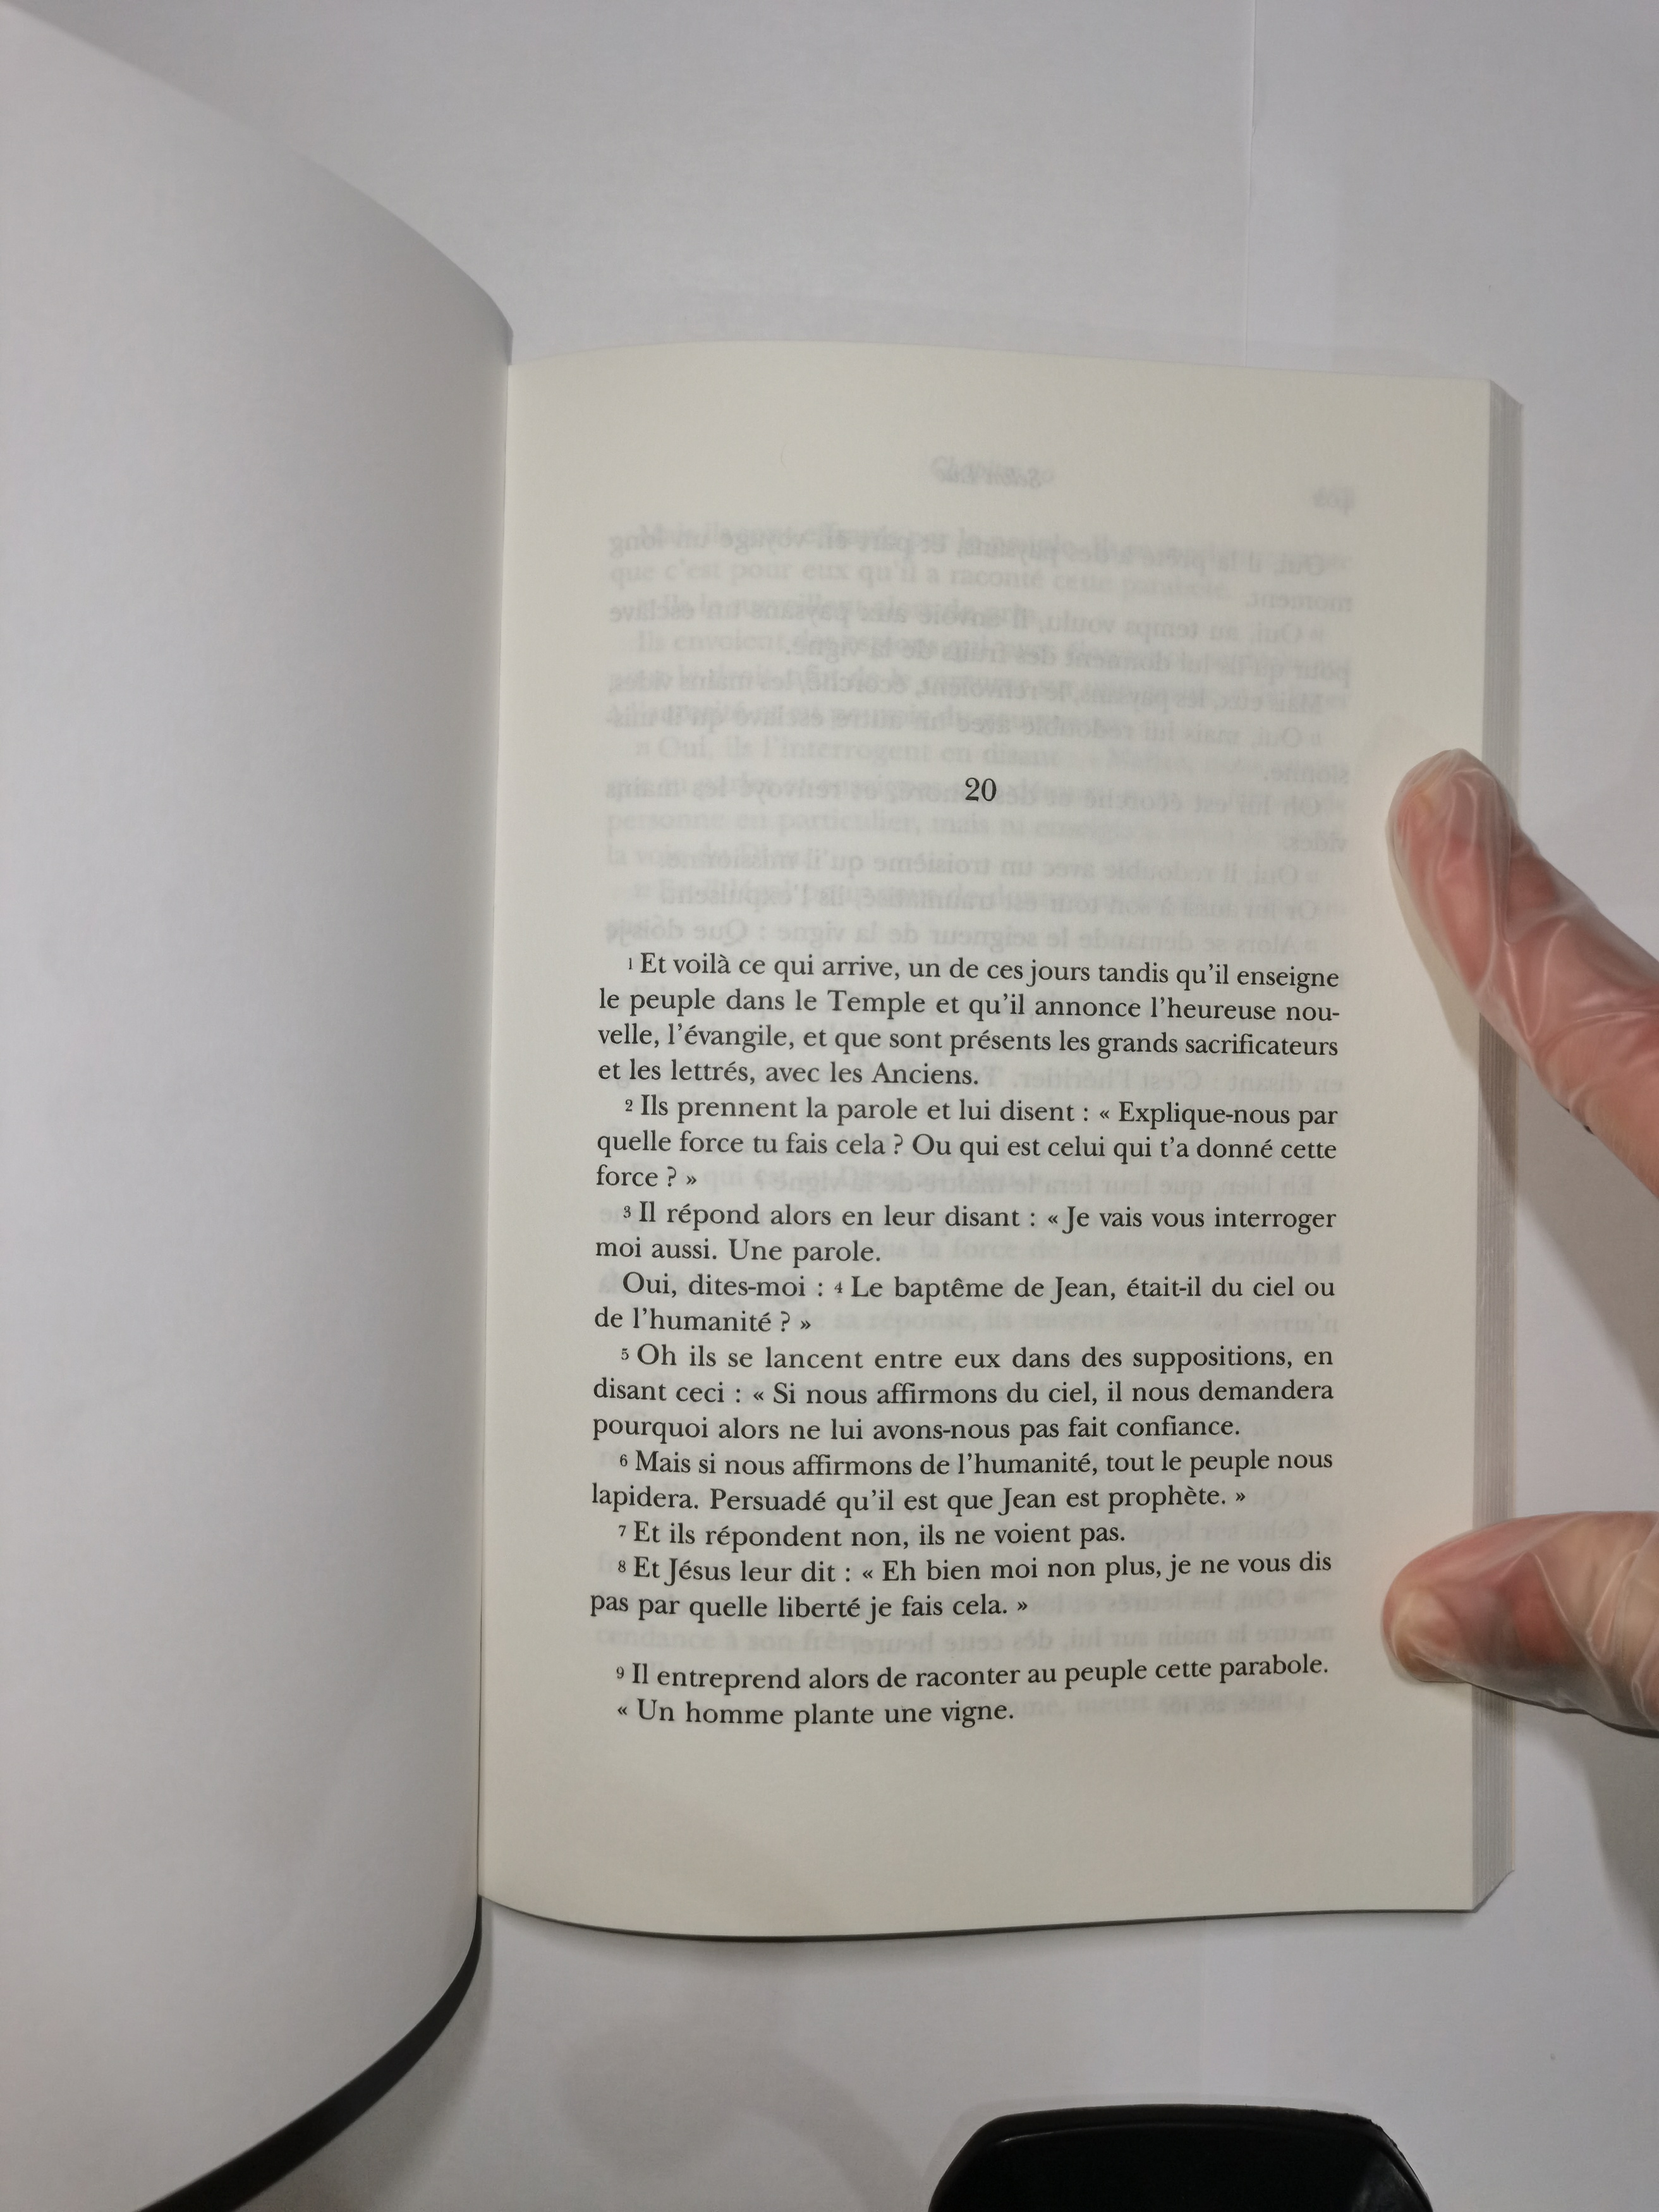 20
1 Et voilà ce qui arrive, un de ces jours tandis qu'il enseigne
le peuple dans le Temple et qu'il annonce l'heureuse nou-
velle, l'évangile, et que sont présents les grands sacrificateurs
et les lettrés, avec les Anciens.
2 Ils prennent la parole et lui disent : « Explique-nous par
quelle force tu fais cela ? Ou qui est celui qui t'a donné cette
force ? »
3 Il répond alors en leur disant : « Je vais vous interroger
moi aussi. Une parole.
Oui, dites-moi : 4 Le baptême de Jean, était-il du ciel ou
de l'humanité ? »
5 Oh ils se lancent entre eux dans des suppositions, en
disant ceci : « Si nous affirmons du ciel, il nous demandera
pourquoi alors ne lui avons-nous pas fait confiance.
6 Mais si nous affirmons de l'humanité, tout le peuple nous
lapidera. Persuadé qu'il est que Jean est prophète. »
7 Et ils répondent non, ils ne voient pas.
8 Et Jésus leur dit : « Eh bien moi non plus, je ne vous dis
pas par quelle liberté je fais cela. »
9 Il entreprend alors de raconter au peuple cette parabole.
« Un homme plante une vigne.